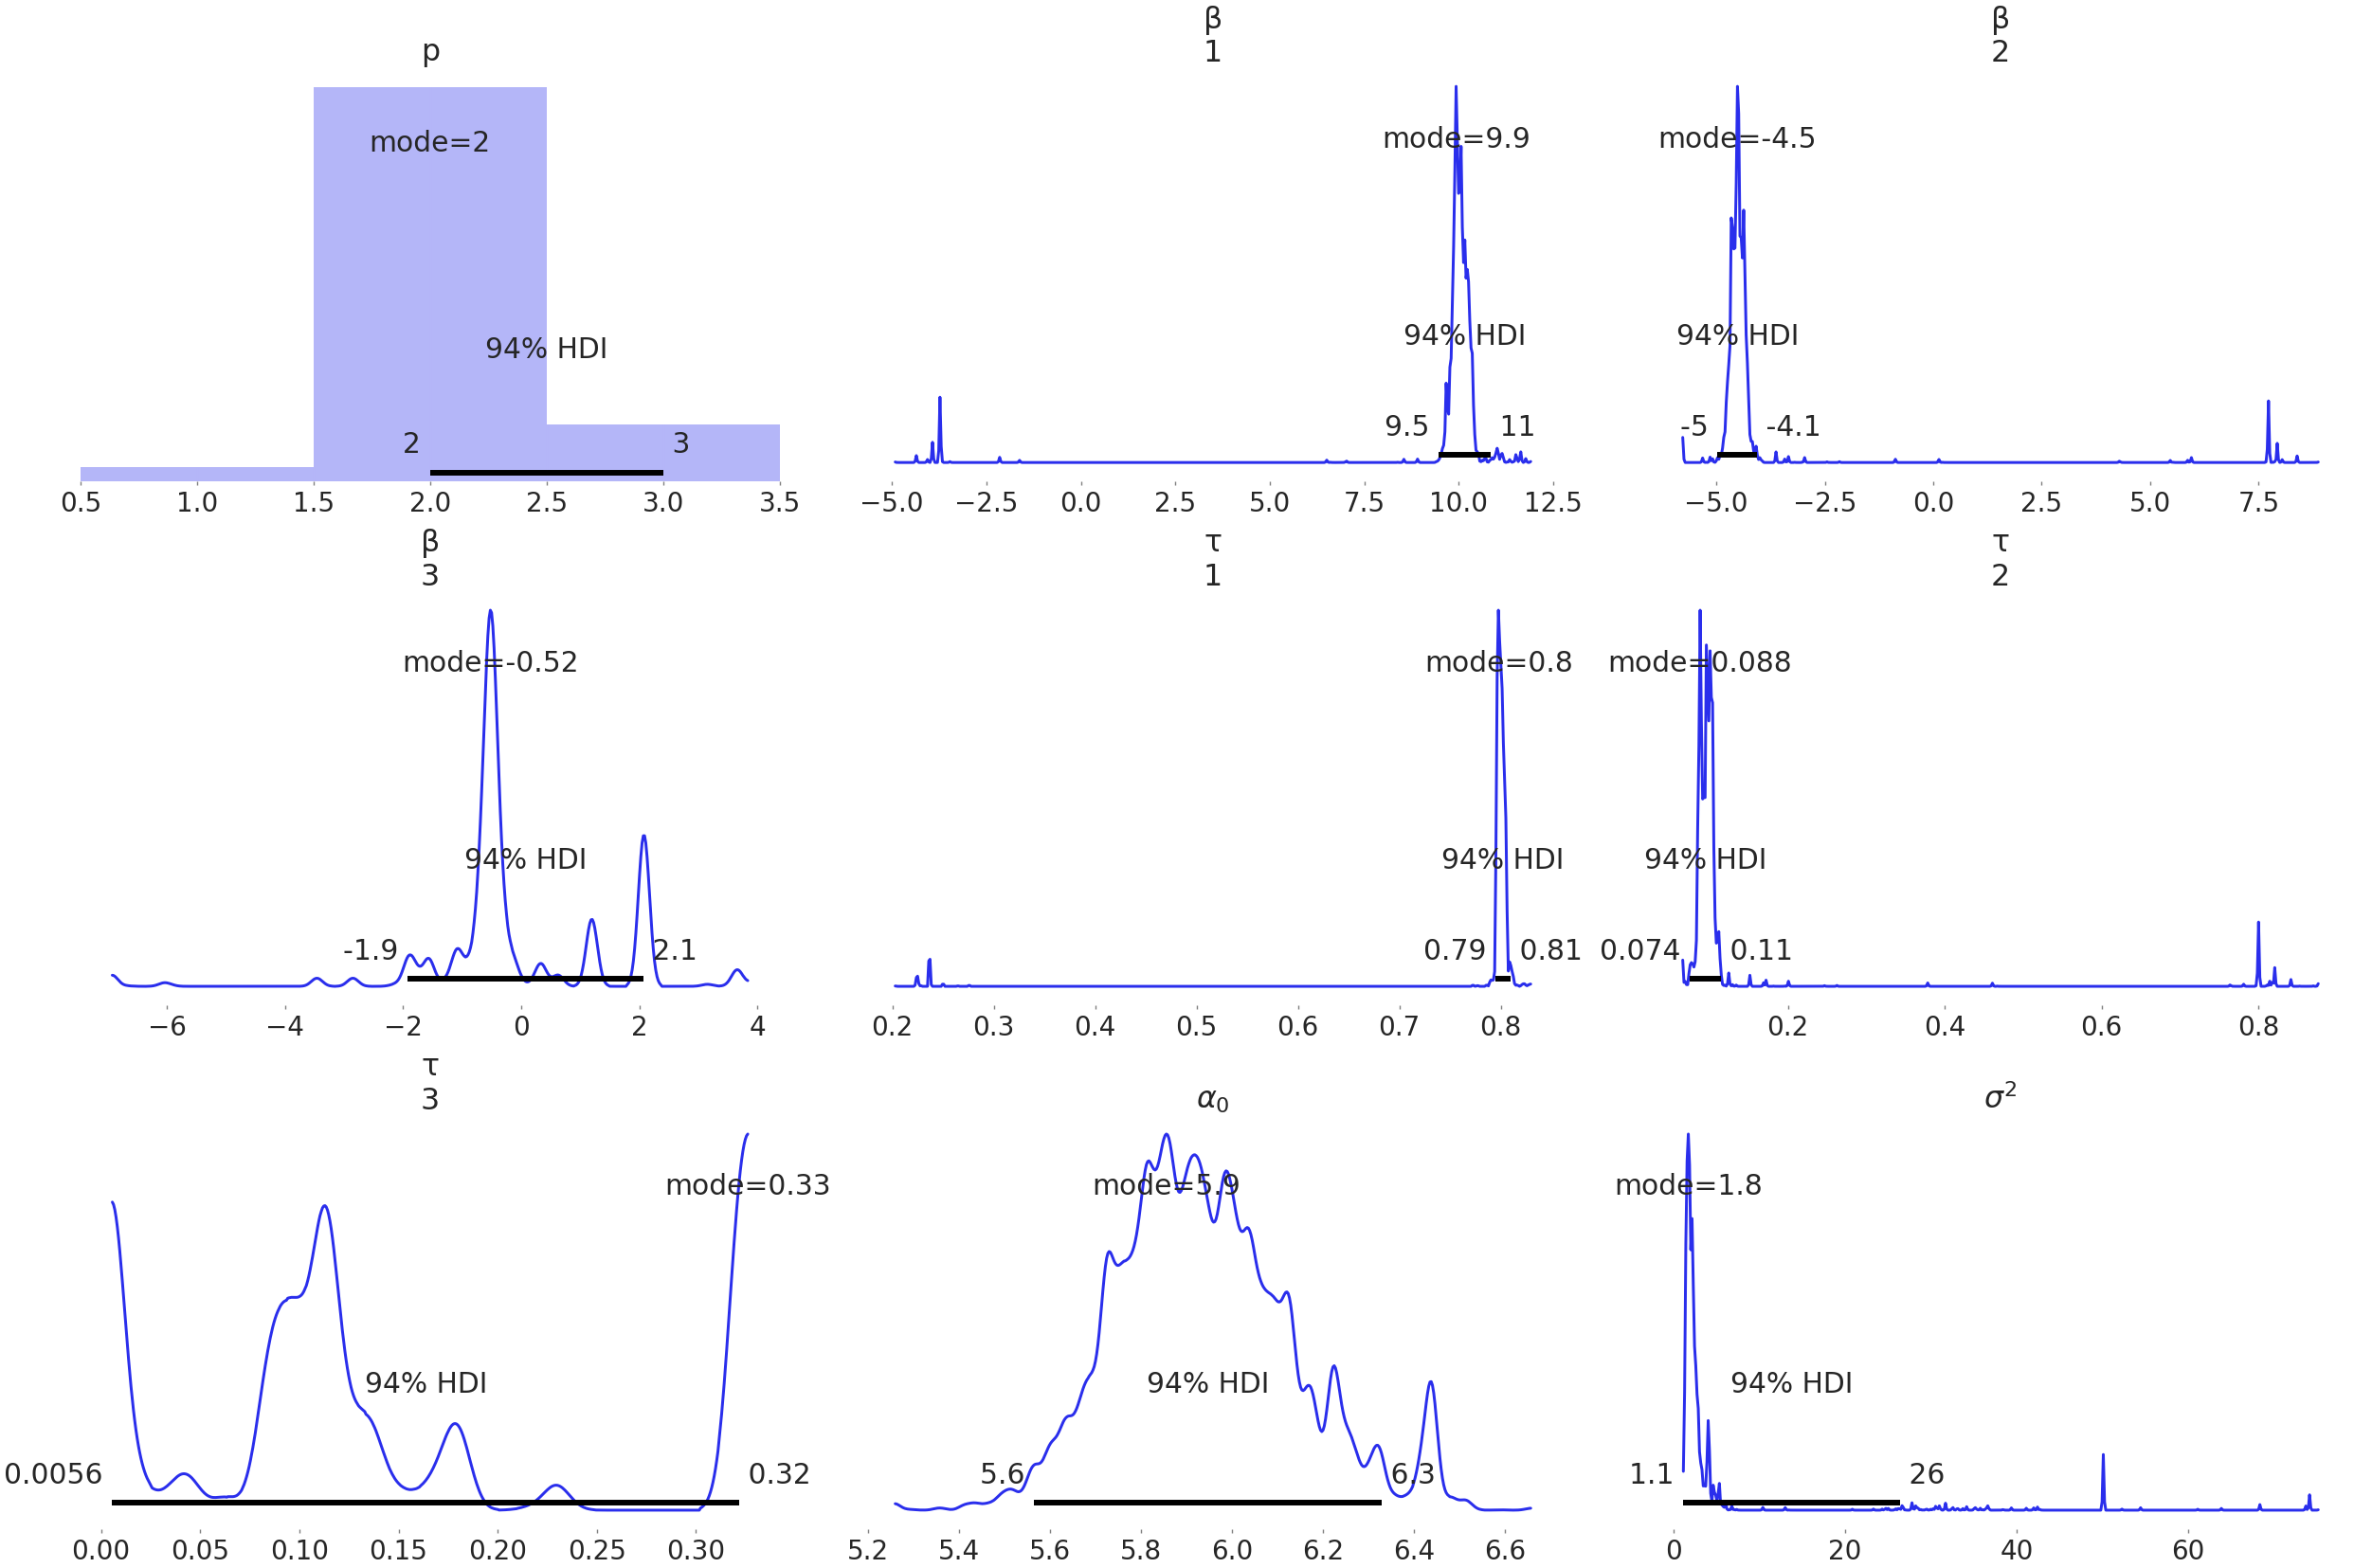 p
mode=2
94% HDI
2
3
0.5 1.0 1.5 2.0 2.5 3.0 3.5
β
1
mode=9.9
94% HDI
9.5
11
−5.0 −2.5 0.0 2.5 5.0 7.5 10.0 12.5
β
2
mode=-4.5
94% HDI
-5
-4.1
−5.0 −2.5 0.0 2.5 5.0 7.5
β
3
mode=-0.52
94% HDI
-1.9
2.1
−6 −4 −2 0 2 4
τ
1
mode=0.8
94% HDI
0.79
0.81
0.2 0.3 0.4 0.5 0.6 0.7 0.8
τ
2
mode=0.088
94% HDI
0.074
0.11
0.2 0.4 0.6 0.8
τ
3
mode=0.33
94% HDI
0.0056
0.32
0.00 0.05 0.10 0.15 0.20 0.25 0.30
α₀
mode=5.9
94% HDI
5.6
6.3
5.2 5.4 5.6 5.8 6.0 6.2 6.4 6.6
σ²
mode=1.8
94% HDI
1.1
26
0 20 40 60